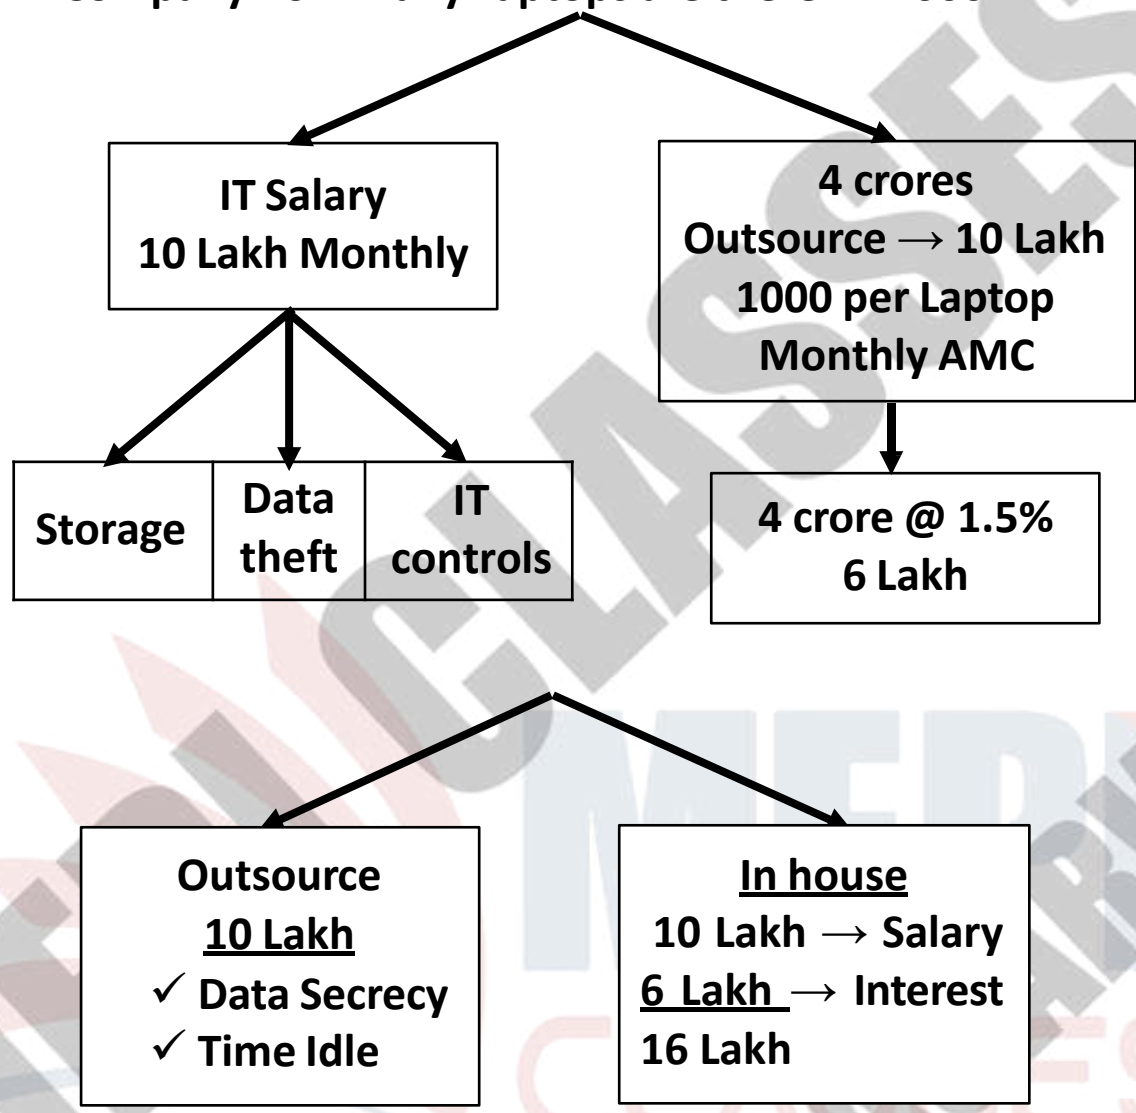 IT Salary
10 Lakh Monthly
4 crores
Outsource → 10 Lakh
1000 per Laptop
Monthly AMC
Storage
Data
theft
IT
controls
4 crore @ 1.5%
6 Lakh
Outsource
10 Lakh
✓ Data Secrecy
✓ Time Idle
In house
10 Lakh → Salary
6 Lakh → Interest
16 Lakh
CLASSES